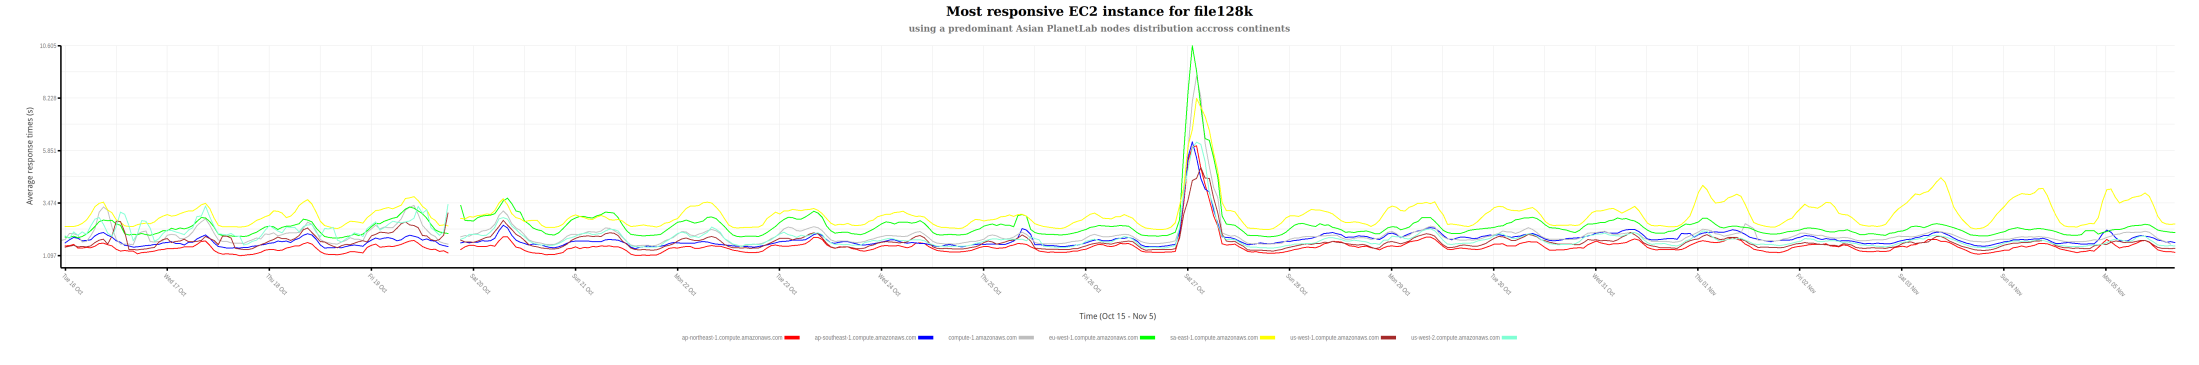 Most responsive EC2 instance for file128k
using a predominant Asian PlanetLab nodes distribution accross continents
Average response times (s)
10.605
8.228
5.851
3.474
1.097
Tue 16 Oct
Wed 17 Oct
Thu 18 Oct
Fri 19 Oct
Sat 20 Oct
Sun 21 Oct
Mon 22 Oct
Tue 23 Oct
Wed 24 Oct
Thu 25 Oct
Fri 26 Oct
Sat 27 Oct
Sun 28 Oct
Mon 29 Oct
Tue 30 Oct
Wed 31 Oct
Thu 01 Nov
Fri 02 Nov
Sat 03 Nov
Sun 04 Nov
Mon 05 Nov
Time (Oct 15 - Nov 5)
ap-northeast-1.compute.amazonaws.com ap-southeast-1.compute.amazonaws.com compute-1.amazonaws.com eu-west-1.compute.amazonaws.com sa-east-1.compute.amazonaws.com us-west-1.compute.amazonaws.com us-west-2.compute.amazonaws.com